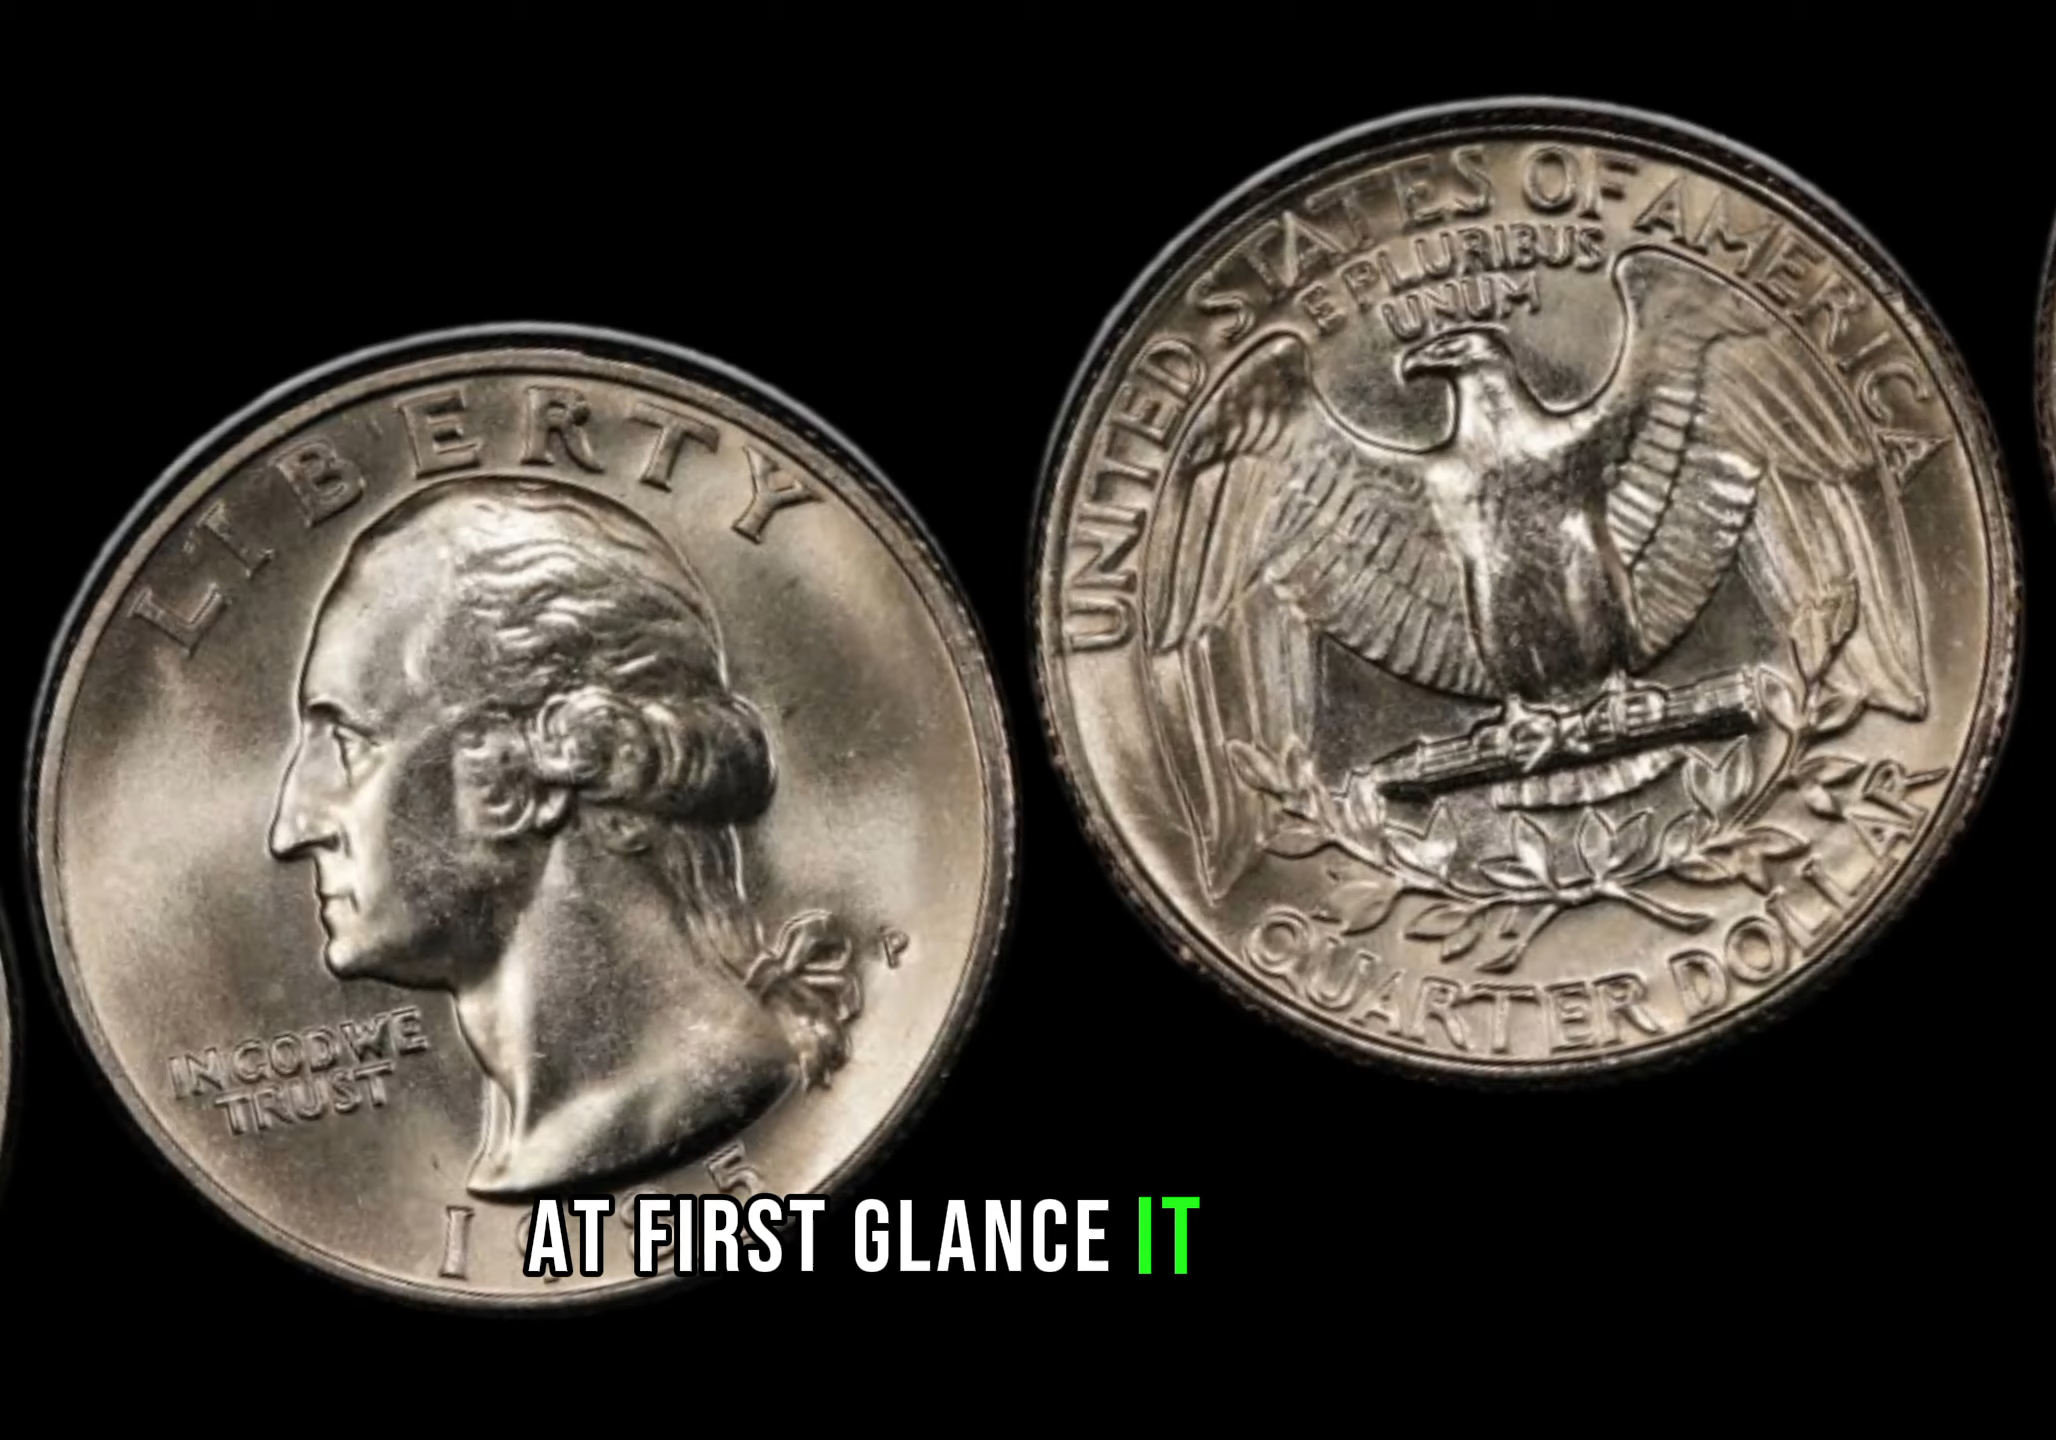 LIBERTY
IN GOD WE
TRUST
P
UNITED STATES OF AMERICA
E PLURIBUS
UNUM
QUARTER DOLLAR
AT FIRST GLANCE IT